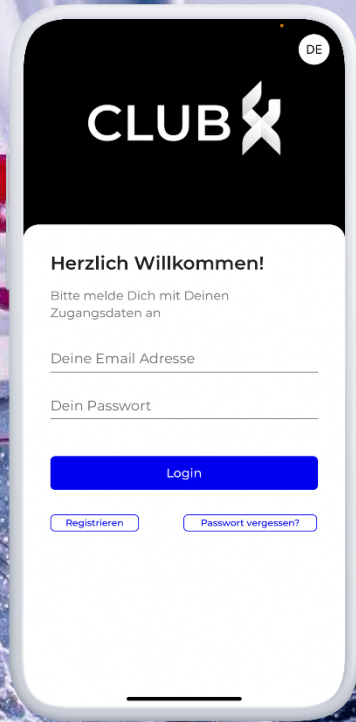 DE
CLUB
Herzlich Willkommen!
Bitte melde Dich mit Deinen
Zugangsdaten an
Deine Email Adresse
Dein Passwort
Login
Registrieren
Passwort vergessen?